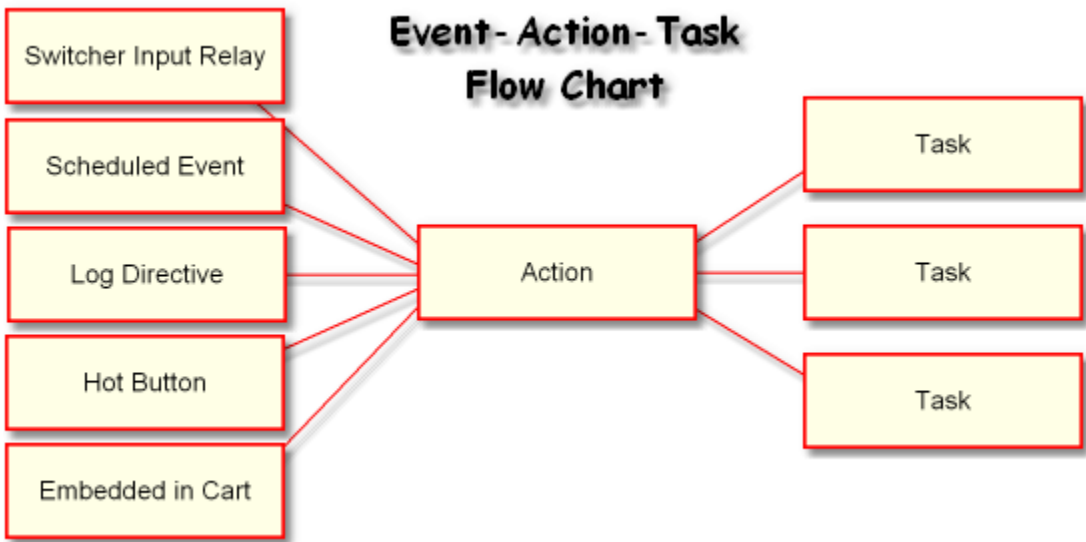 Event-Action-Task
Flow Chart
Switcher Input Relay
Scheduled Event
Log Directive
Hot Button
Embedded in Cart
Action
Task
Task
Task